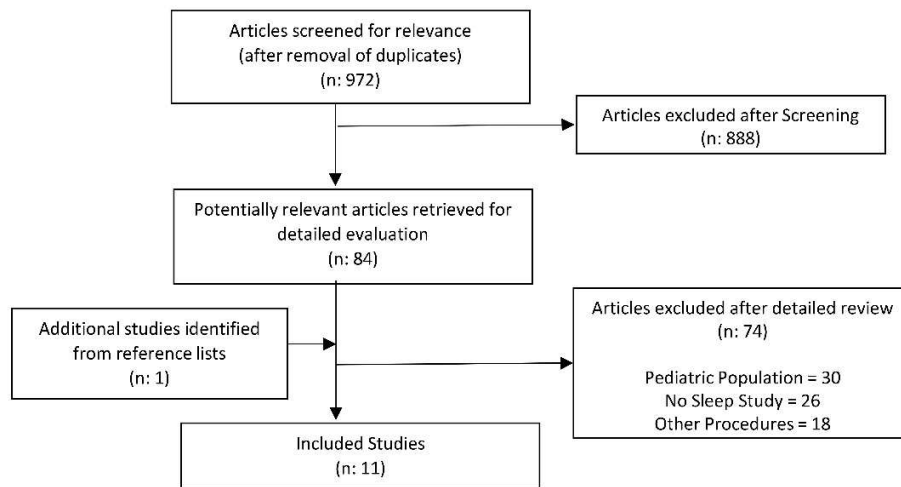 Articles screened for relevance
(after removal of duplicates)
(n: 972)
Articles excluded after Screening
(n: 888)
Potentially relevant articles retrieved for
detailed evaluation
(n: 84)
Additional studies identified
from reference lists
(n: 1)
Articles excluded after detailed review
(n: 74)
Pediatric Population = 30
No Sleep Study = 26
Other Procedures = 18
Included Studies
(n: 11)